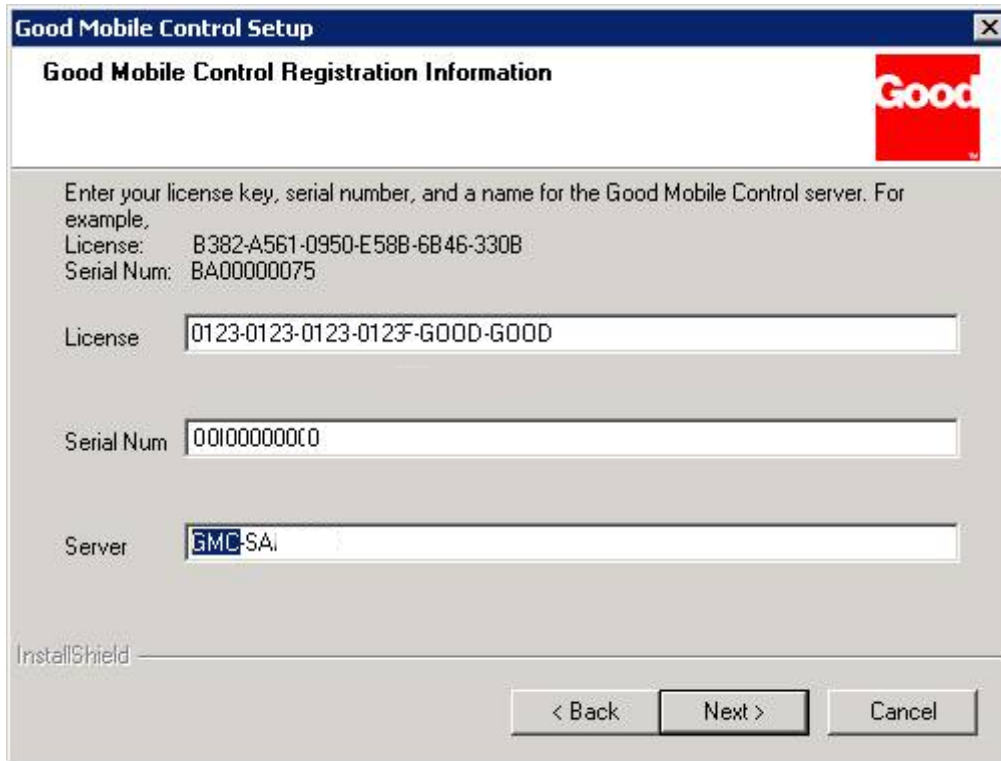 Good Mobile Control Setup
Good Mobile Control Registration Information
Good
Enter your license key, serial number, and a name for the Good Mobile Control server. For
example,
License: B382-A561-0950-E58B-6B46-330B
Serial Num: BA00000075
License 0123-0123-0123-0123F-GOOD-GOOD
Serial Num
Server GMC-SA
InstallShield
< Back Next > Cancel